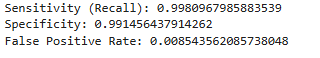 Sensitivity (Recall): 0.9980967985883539
Specificity: 0.991456437914262
False Positive Rate: 0.008543562085738048